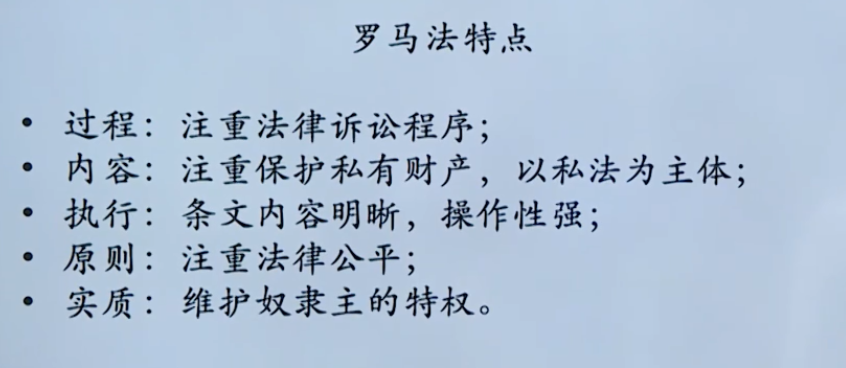 罗马法特点
• 过程：注重法律诉讼程序；
• 内容：注重保护私有财产，以私法为主体；
• 执行：条文内容明晰，操作性强；
• 原则：注重法律公平；
• 实质：维护奴隶主的特权。